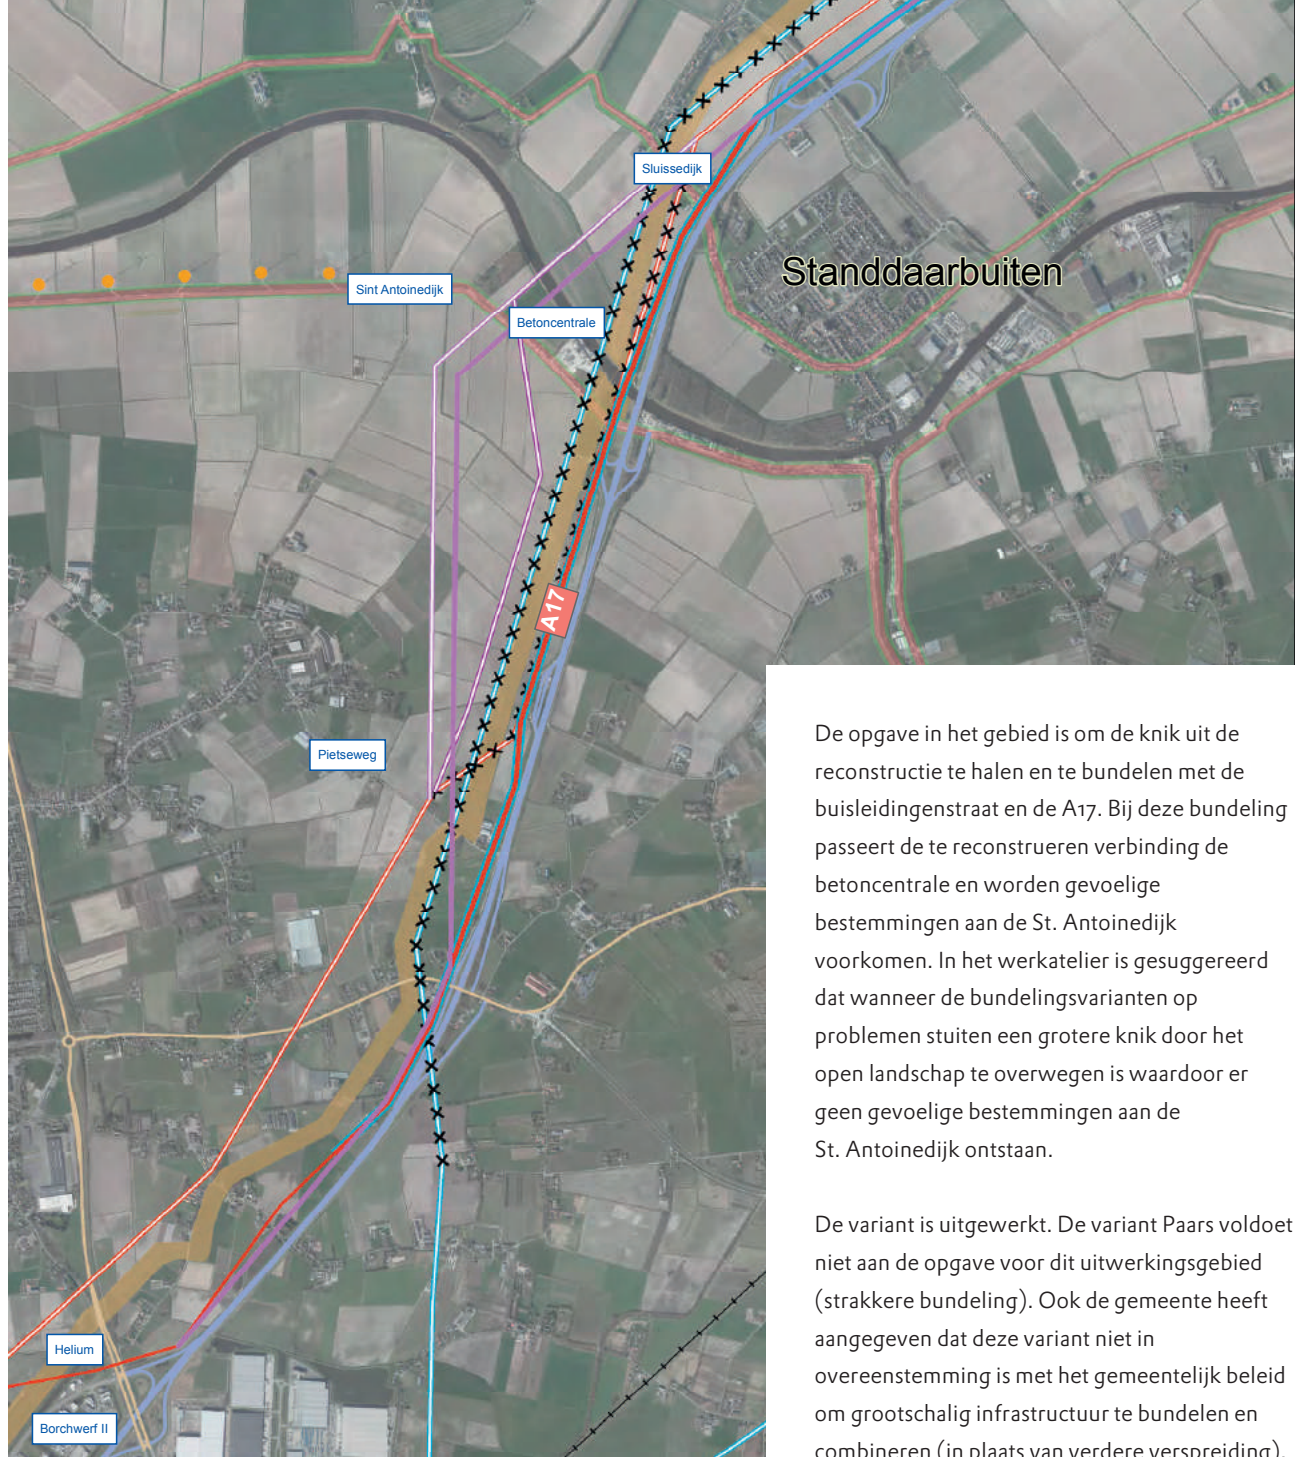 Sluissedijk
Standdaarbuiten
Sint Antoinedijk
Betoncentrale
A17
Pietseweg
Helium
Borchwerf II
De opgave in het gebied is om de knik uit de
reconstructie te halen en te bundelen met de
buisleidingenstraat en de A17. Bij deze bundeling
passeert de te reconstrueren verbinding de
betoncentrale en worden gevoelige
bestemmingen aan de St. Antoinedijk
voorkomen. In het werkatelier is gesuggereerd
dat wanneer de bundelingsvarianten op
problemen stuiten een grotere knik door het
open landschap te overwegen is waardoor er
geen gevoelige bestemmingen aan de
St. Antoinedijk ontstaan.
De variant is uitgewerkt. De variant Paars voldoet
niet aan de opgave voor dit uitwerkingsgebied
(strakkere bundeling). Ook de gemeente heeft
aangegeven dat deze variant niet in
overeenstemming is met het gemeentelijk beleid
om grootschalig infrastructuur te bundelen en
combineren (in plaats van verdere verspreiding).